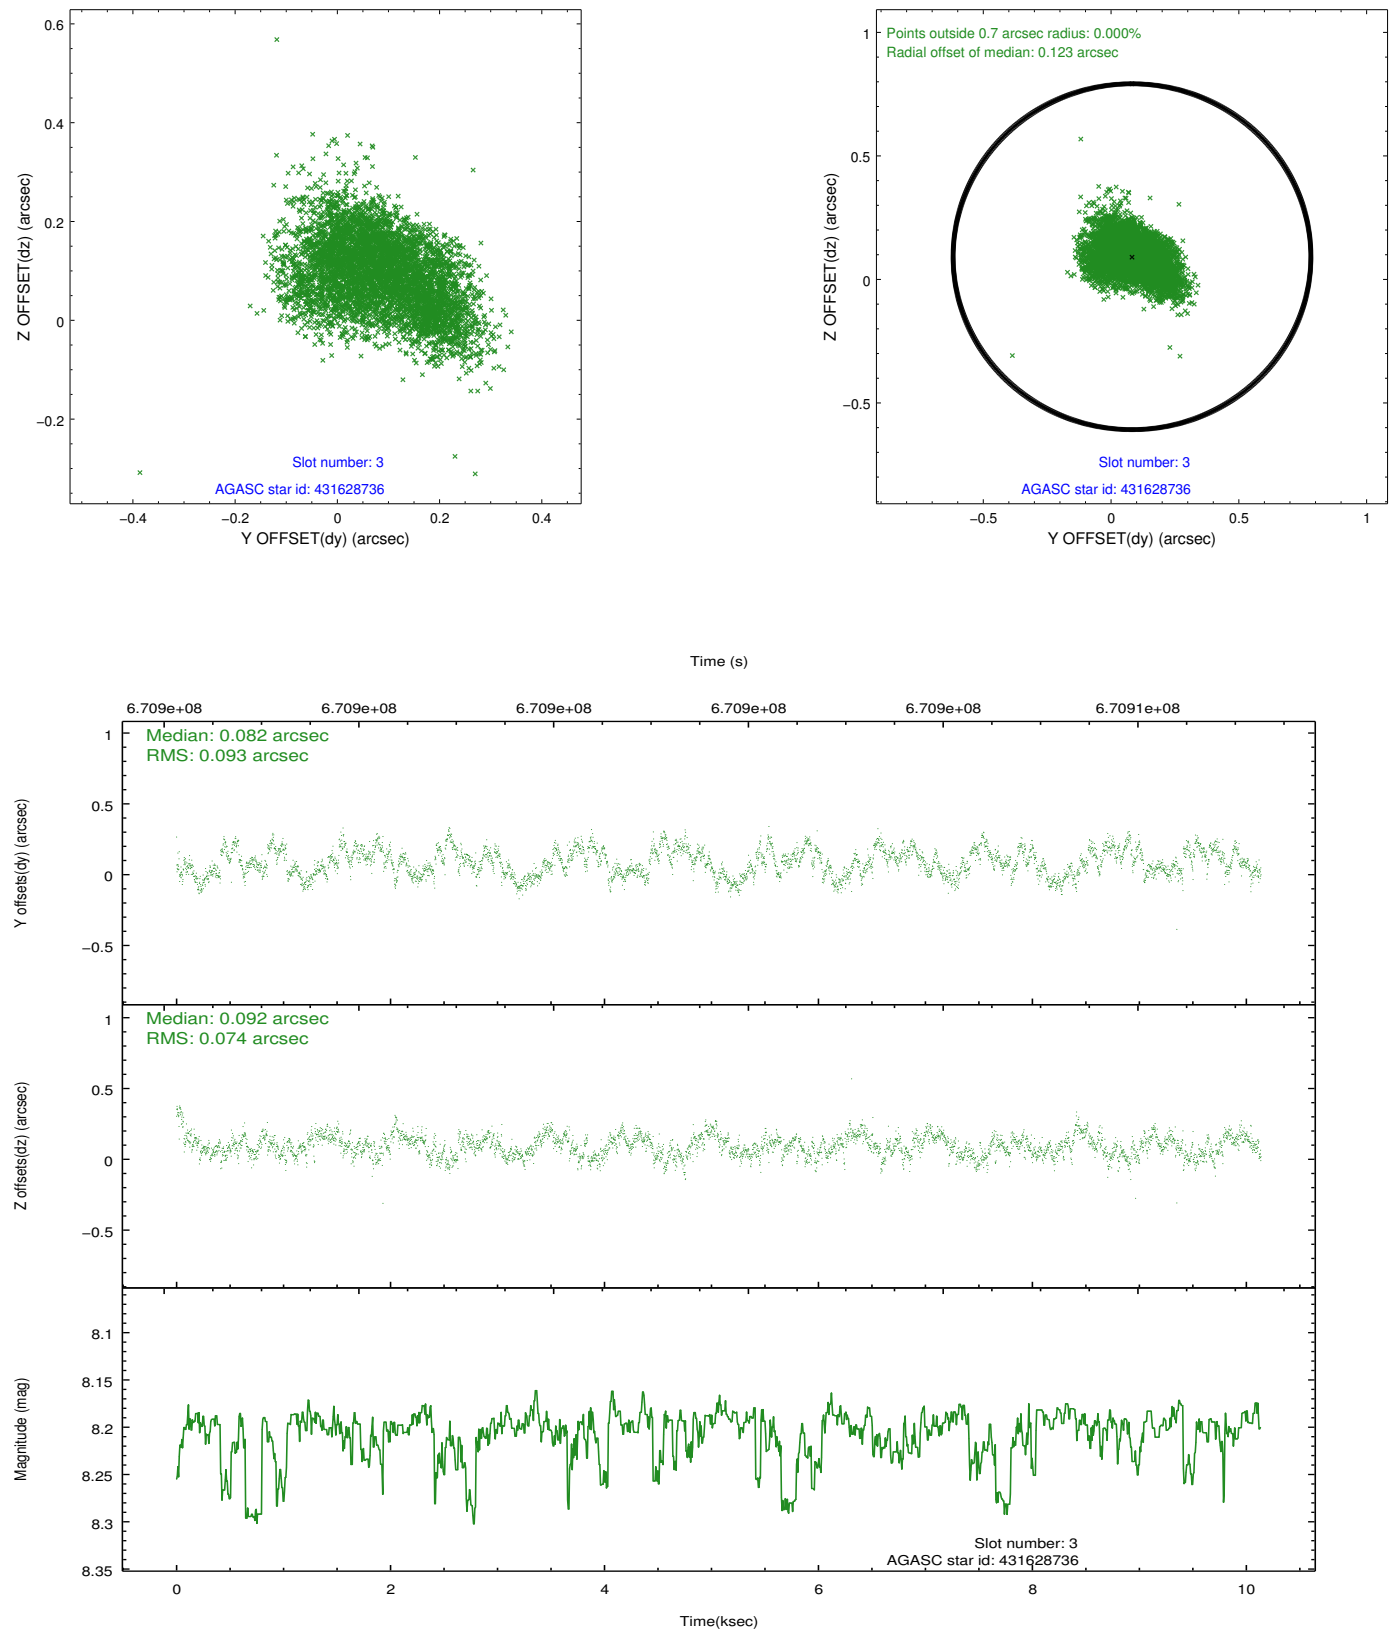 0.6
0.4
0.2
0
−0.2
−0.4
−0.2
0
0.2
0.4
Z OFFSET(dz) (arcsec)
Y OFFSET(dy) (arcsec)
Slot number: 3
AGASC star id: 431628736
Points outside 0.7 arcsec radius: 0.000%
Radial offset of median: 0.123 arcsec
1
0.5
0
−0.5
−0.5
0
0.5
1
Z OFFSET(dz) (arcsec)
Y OFFSET(dy) (arcsec)
Slot number: 3
AGASC star id: 431628736
Time (s)
6.709e+08
6.709e+08
6.709e+08
6.709e+08
6.709e+08
6.7091e+08
Median: 0.082 arcsec
RMS: 0.093 arcsec
1
0.5
0
−0.5
Y offsets(dy) (arcsec)
Median: 0.092 arcsec
RMS: 0.074 arcsec
1
0.5
0
−0.5
Z offsets(dz) (arcsec)
8.1
8.15
8.2
8.25
8.3
8.35
Magnitude (mag)
Slot number: 3
AGASC star id: 431628736
0
2
4
6
8
10
Time(ksec)